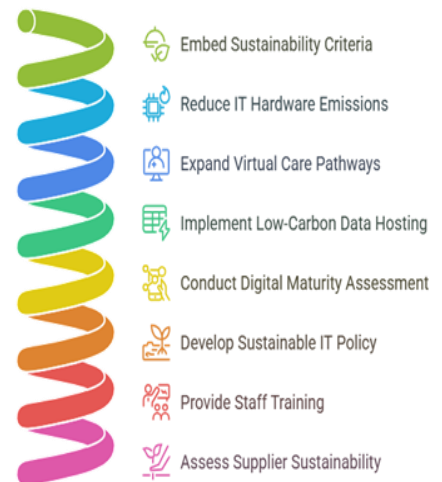 Embed Sustainability Criteria
Reduce IT Hardware Emissions
Expand Virtual Care Pathways
Implement Low-Carbon Data Hosting
Conduct Digital Maturity Assessment
Develop Sustainable IT Policy
Provide Staff Training
Assess Supplier Sustainability